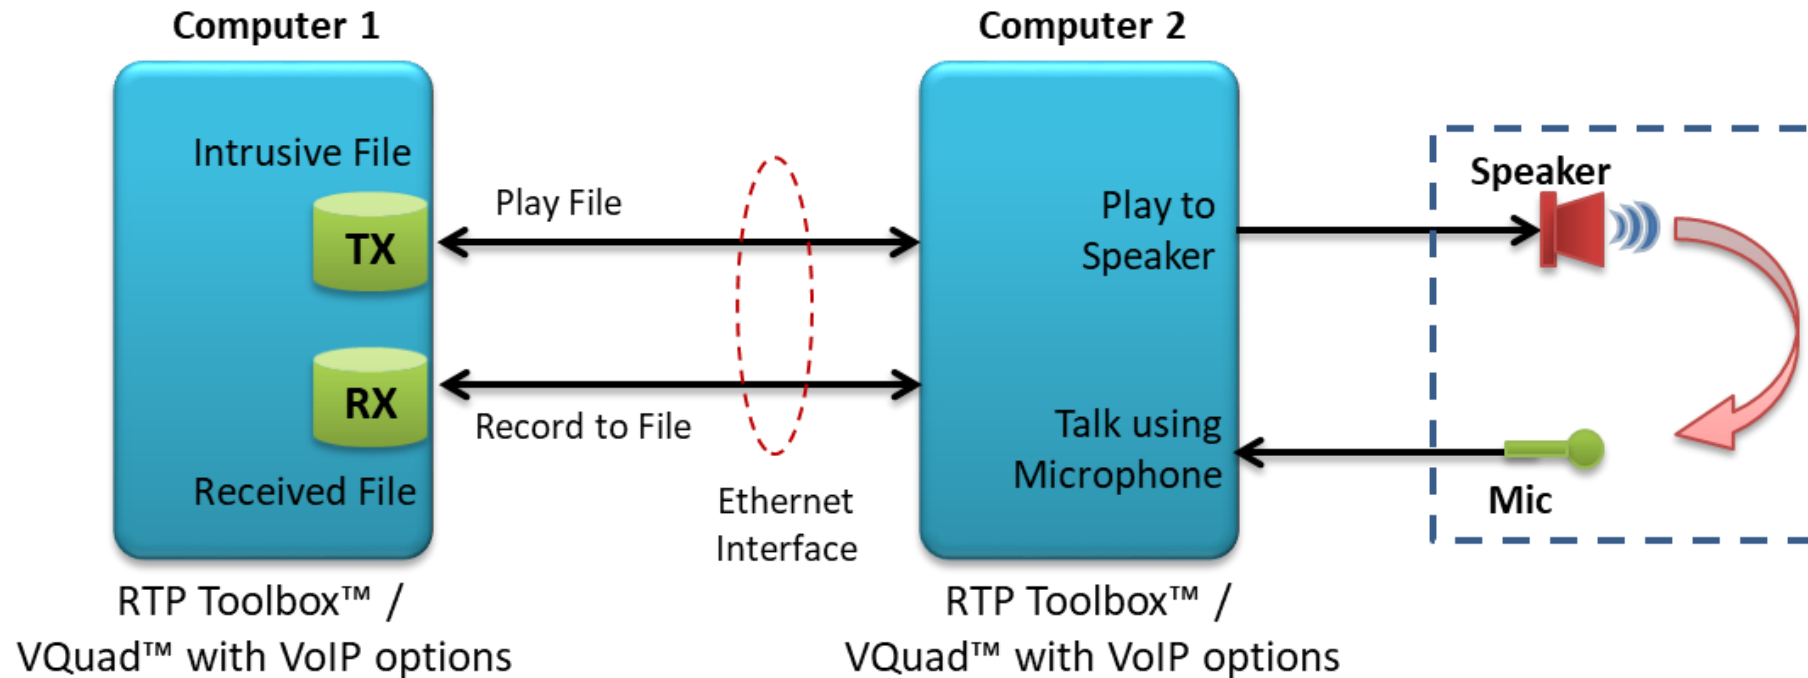 Computer 1
Computer 2
Intrusive File
TX
RX
Received File
Play File
Record to File
Ethernet
Interface
Play to
Speaker
Talk using
Microphone
Speaker
Mic
RTP Toolbox™ /
VQuad™ with VoIP options
RTP Toolbox™ /
VQuad™ with VoIP options